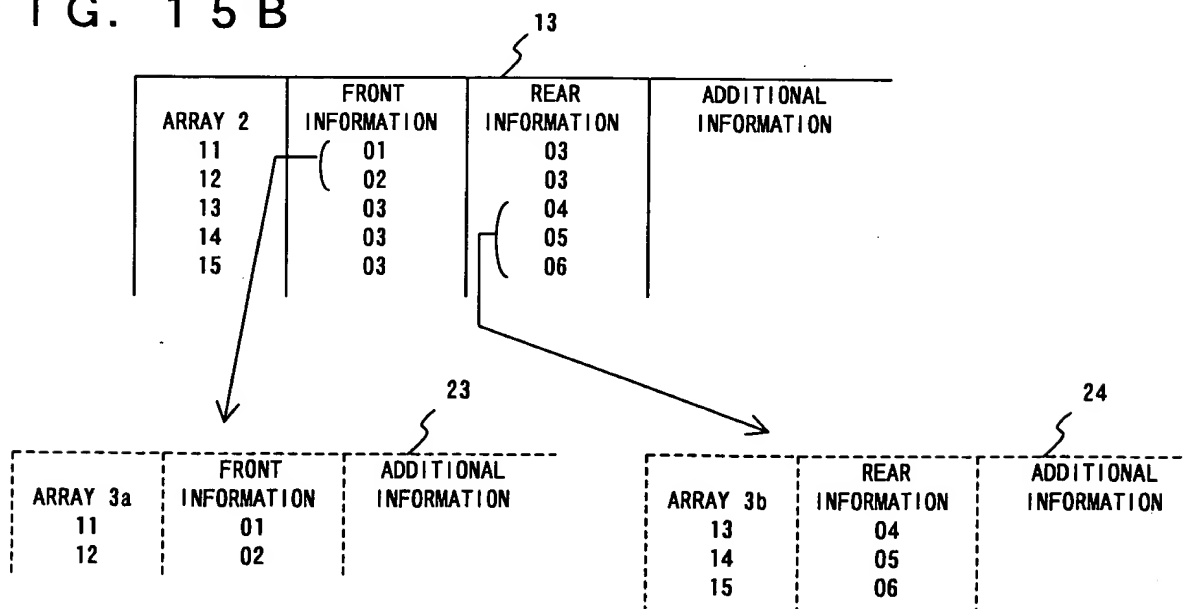 IG. 15B
13
ARRAY 2 FRONT INFORMATION REAR INFORMATION ADDITIONAL INFORMATION
11 01 03
12 02 03
13 03 04
14 03 05
15 03 06
23
24
ARRAY 3a FRONT INFORMATION ADDITIONAL INFORMATION
11 01
12 02
ARRAY 3b REAR INFORMATION ADDITIONAL INFORMATION
13 04
14 05
15 06